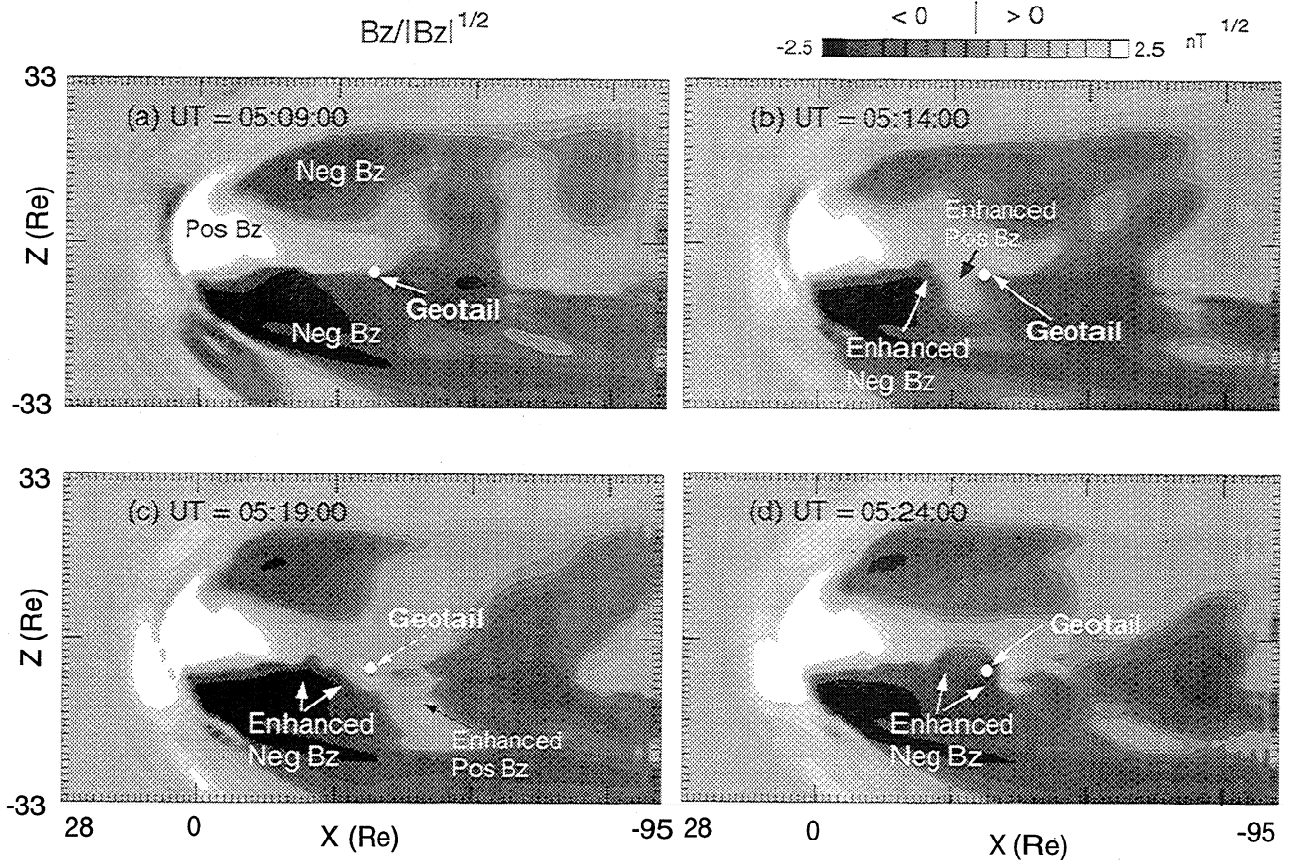 Bz/|Bz| 1/2
< 0 | > 0
-2.5 2.5 nT 1/2
33
(a) UT = 05:09:00
Neg Bz
Pos Bz
Z (Re)
Geotail
Neg Bz
-33
(b) UT = 05:14:00
Enhanced
Pos Bz
Geotail
Enhanced
Neg Bz
33
(c) UT = 05:19:00
Geotail
Z (Re)
Enhanced
Neg Bz
Enhanced
Pos Bz
-33
28 0 X (Re) -95
(d) UT = 05:24:00
Geotail
Enhanced
Neg Bz
28 0 X (Re) -95